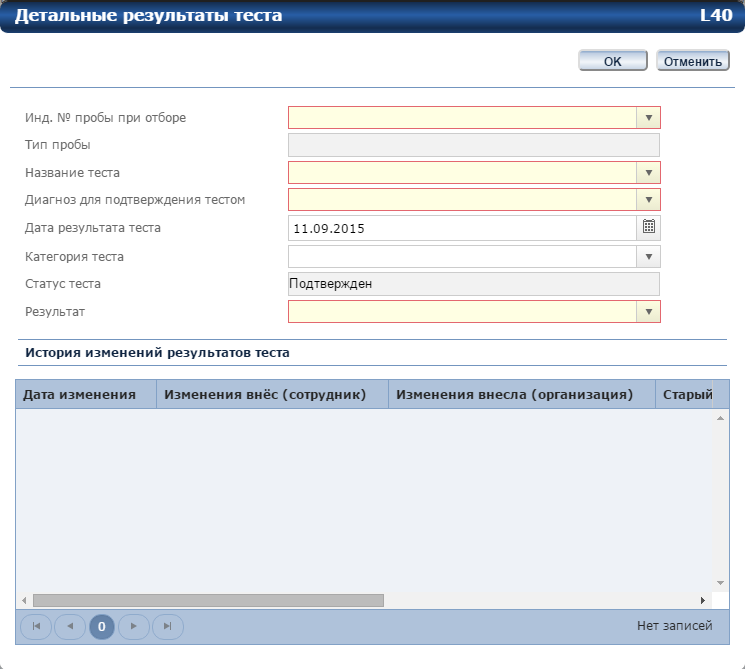 Детальные результаты теста L40
OK Отменить
Инд. № пробы при отборе
Тип пробы
Название теста
Диагноз для подтверждения тестом
Дата результата теста 11.09.2015
Категория теста
Статус теста Подтвержден
Результат
История изменений результатов теста
Дата изменения Изменения внёс (сотрудник) Изменения внесла (организация) Старый
0 Нет записей